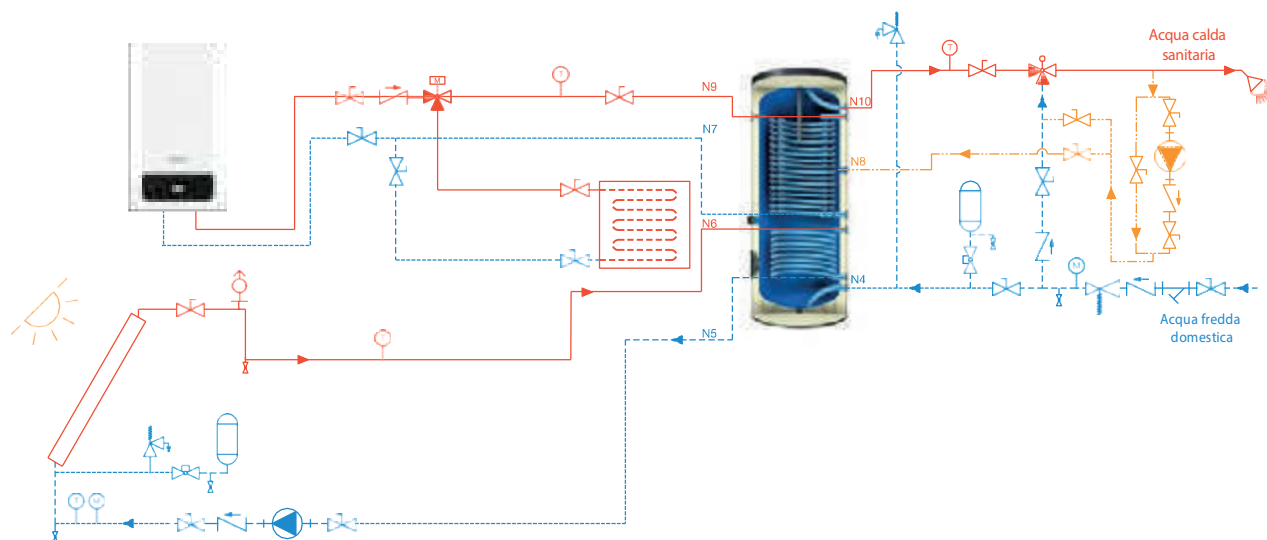 Acqua calda
sanitaria
M
T
T
N9
N10
N7
N8
N6
N4
M
Acqua fredda
domestica
N5
T
T
M